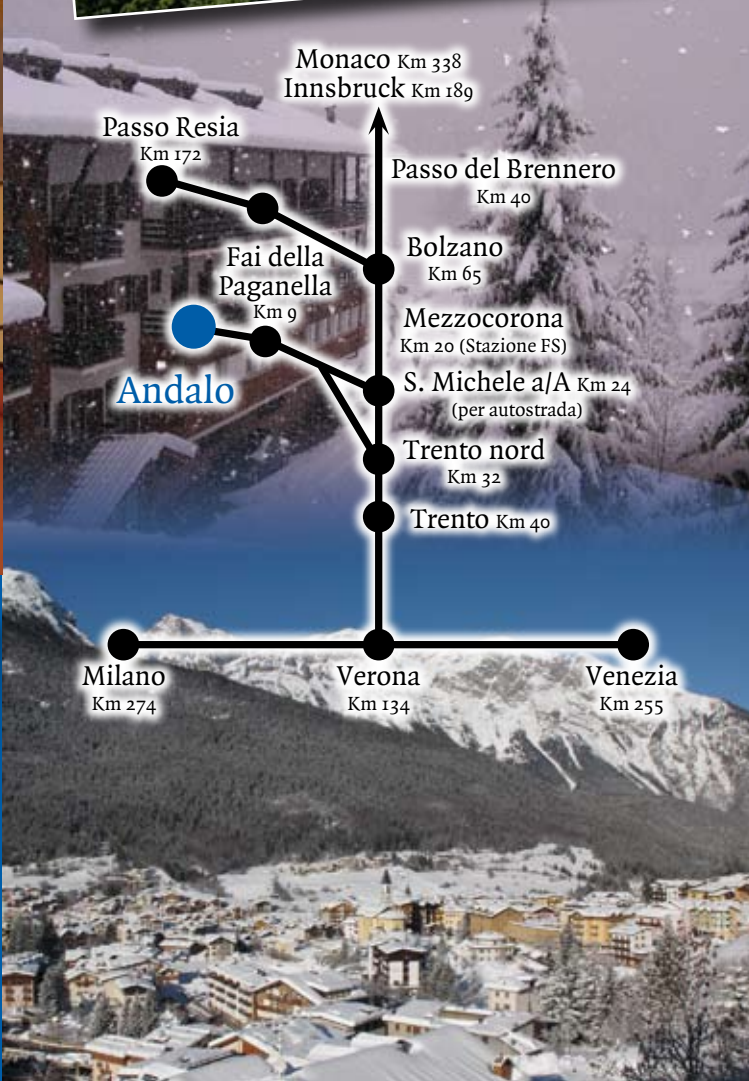 Monaco Km 338
Innsbruck Km 189
Passo Resia
Km 172
Passo del Brennero
Km 40
Bolzano
Km 65
Fai della
Paganella
Km 9
Mezzocorona
Km 20 (Stazione FS)
Andalo
S. Michele a/A Km 24
(per autostrada)
Trento nord
Km 32
Trento Km 40
Milano
Km 274
Verona
Km 134
Venezia
Km 255